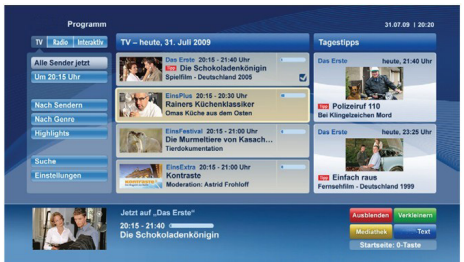 Programm
31.07.09 | 20:20
TV Radio Interaktiv
Alle Sender jetzt
Um 20:15 Uhr
Nach Sendern
Nach Genre
Highlights
Suche
Einstellungen
TV – heute, 31. Juli 2009
Das Erste 20:15 - 21:40 Uhr
Tipp Die Schokoladenkönigin
Spielfilm - Deutschland 2005
EinsPlus 20:15 - 20:30 Uhr
Rainers Küchenklassiker
Omas Küche aus dem Osten
EinsFestival 20:15 - 21:00 Uhr
Die Murmeltiere von Kasach...
Tierdokumentation
EinsExtra 20:15 - 21:00 Uhr
Kontraste
Moderation: Astrid Frohloff
Tagestipps
Das Erste heute, 21:40 Uhr
Tipp Polizeiruf 110
Bei Klingelzeichen Mord
Das Erste heute, 23:25 Uhr
Tipp Einfach raus
Fernsehfilm - Deutschland 1999
Jetzt auf „Das Erste“
20:15 - 21:40
Die Schokoladenkönigin
Ausblenden Verkleinern
Mediathek Text
Startseite: 0-Taste